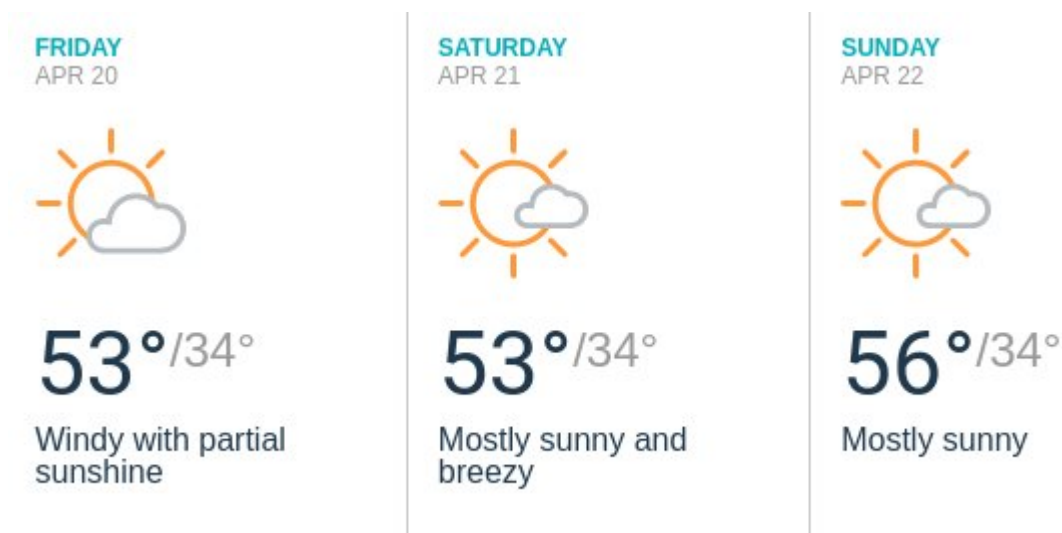 FRIDAY
APR 20
53°/34°
Windy with partial
sunshine
SATURDAY
APR 21
53°/34°
Mostly sunny and
breezy
SUNDAY
APR 22
56°/34°
Mostly sunny